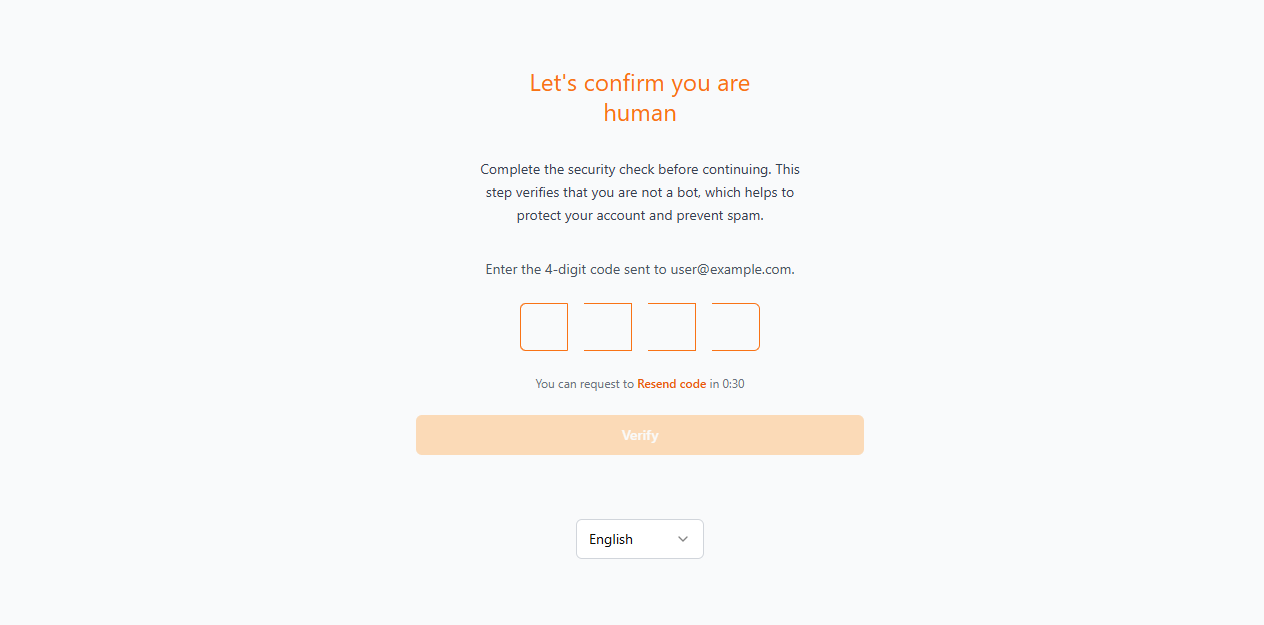 Let's confirm you are
human
Complete the security check before continuing. This
step verifies that you are not a bot, which helps to
protect your account and prevent spam.
Enter the 4-digit code sent to user@example.com.
You can request to Resend code in 0:30
Verify
English